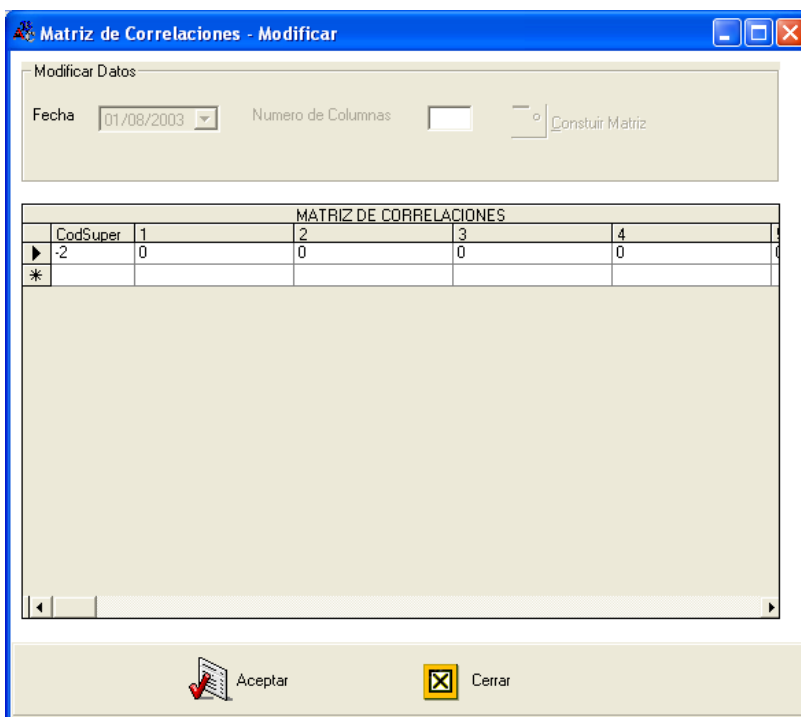 Matriz de Correlaciones - Modificar
Modificar Datos
Fecha 01/08/2003 Numero de Columnas Constuir Matriz
MATRIZ DE CORRELACIONES
CodSuper 1 2 3 4
-2 0 0 0 0
Aceptar Cerrar